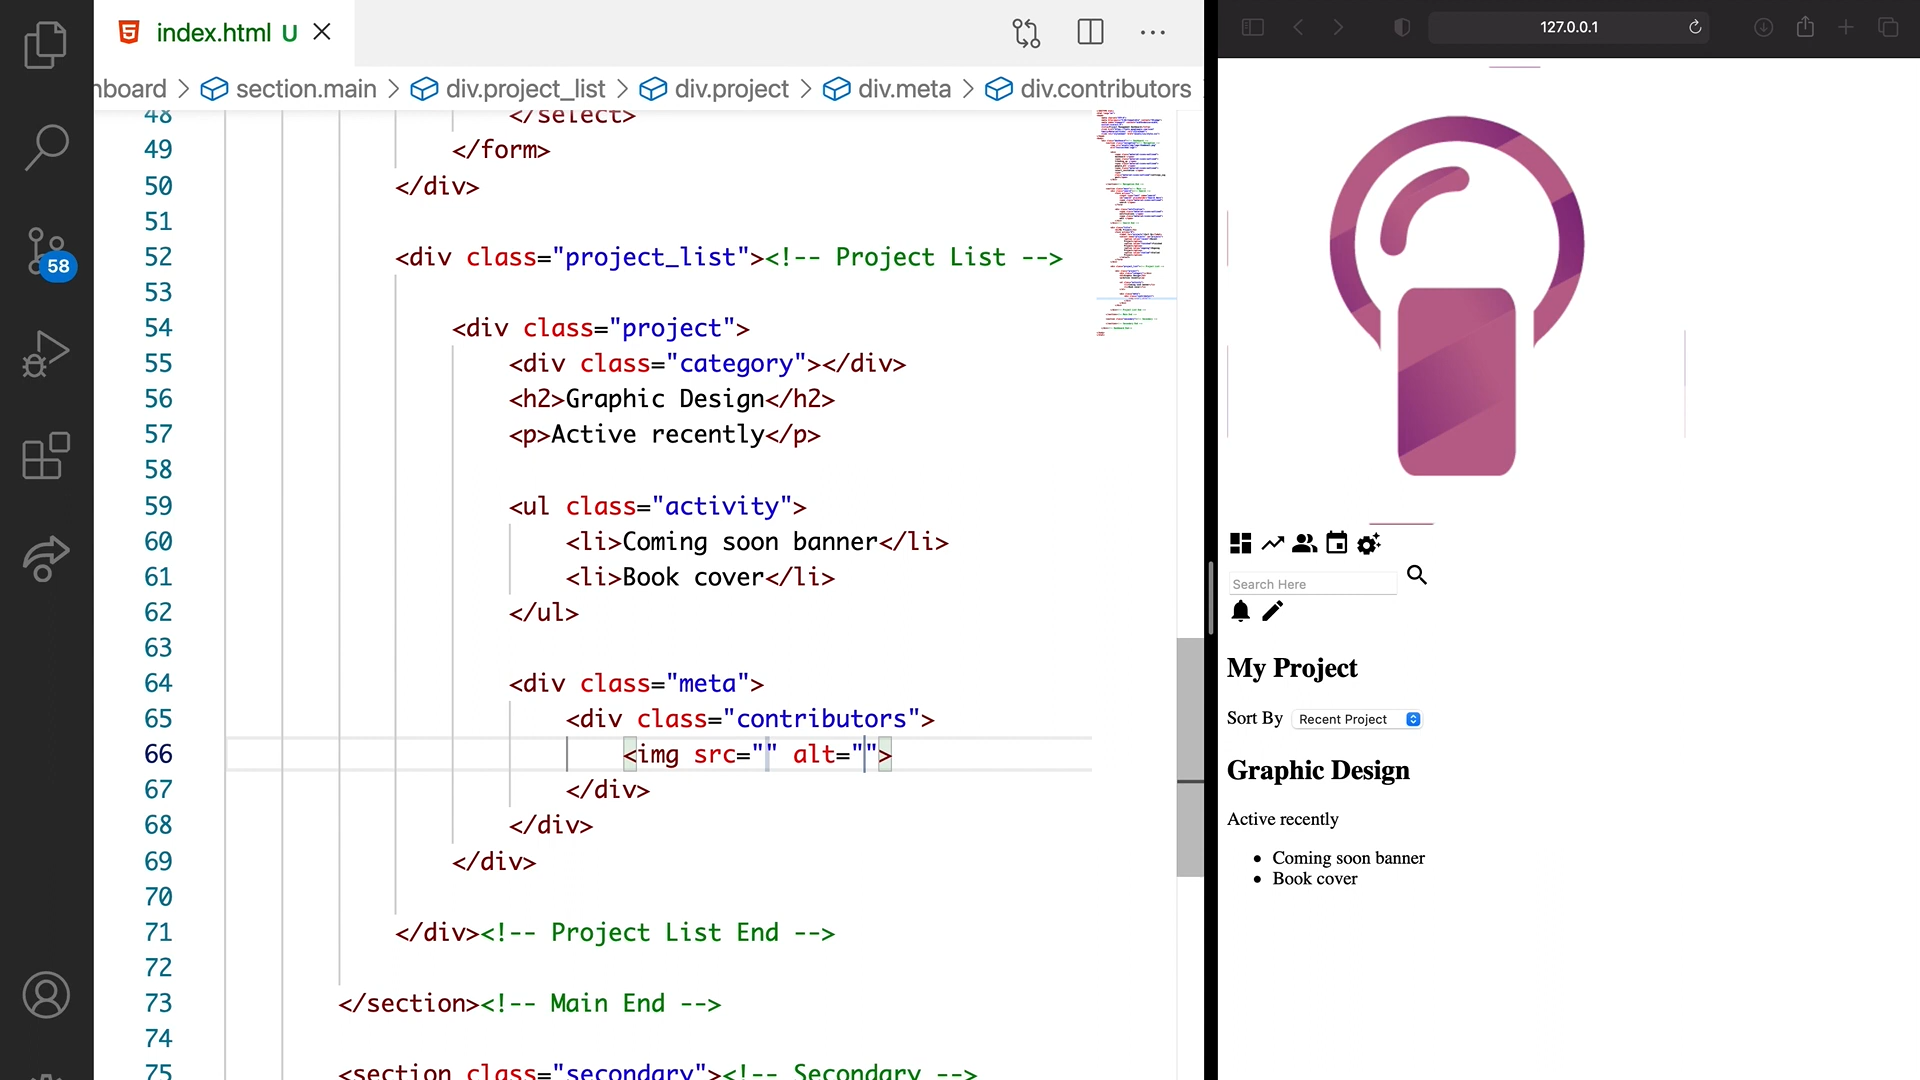 index.html U
hboard > section.main > div.project_list > div.project > div.meta > div.contributors
48 </select>
49 </form>
50 </div>
51
52 <div class="project_list"><!-- Project List -->
53
54 <div class="project">
55 <div class="category"></div>
56 <h2>Graphic Design</h2>
57 <p>Active recently</p>
58
59 <ul class="activity">
60 <li>Coming soon banner</li>
61 <li>Book cover</li>
62 </ul>
63
64 <div class="meta">
65 <div class="contributors">
66 <img src="" alt="">
67 </div>
68 </div>
69 </div>
70
71 </div><!-- Project List End -->
72
73 </section><!-- Main End -->
74
75 <section class="secondary"><!-- Secondary -->
58
127.0.0.1
Search Here
My Project
Sort By Recent Project
Graphic Design
Active recently
• Coming soon banner
• Book cover